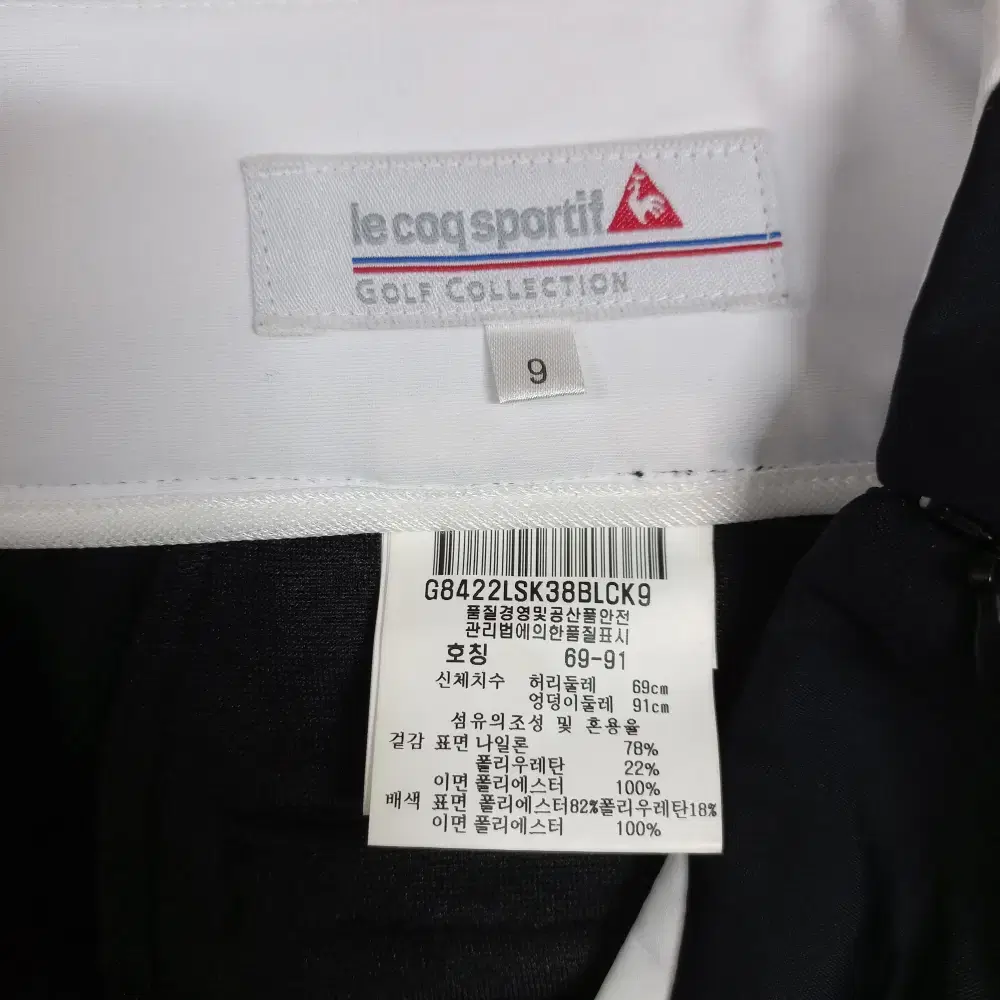 le coq sportif
GOLF COLLECTION
9
G8422LSK38BLCK9
품질경영및공산품안전
관리법에의한품질표시
호칭 69-91
신체치수 허리둘레 69cm
엉덩이둘레 91cm
섬유의조성 및 혼용율
겉감 표면 나일론 78%
폴리우레탄 22%
이면 폴리에스터 100%
배색 표면 폴리에스터82%폴리우레탄18%
이면 폴리에스터 100%